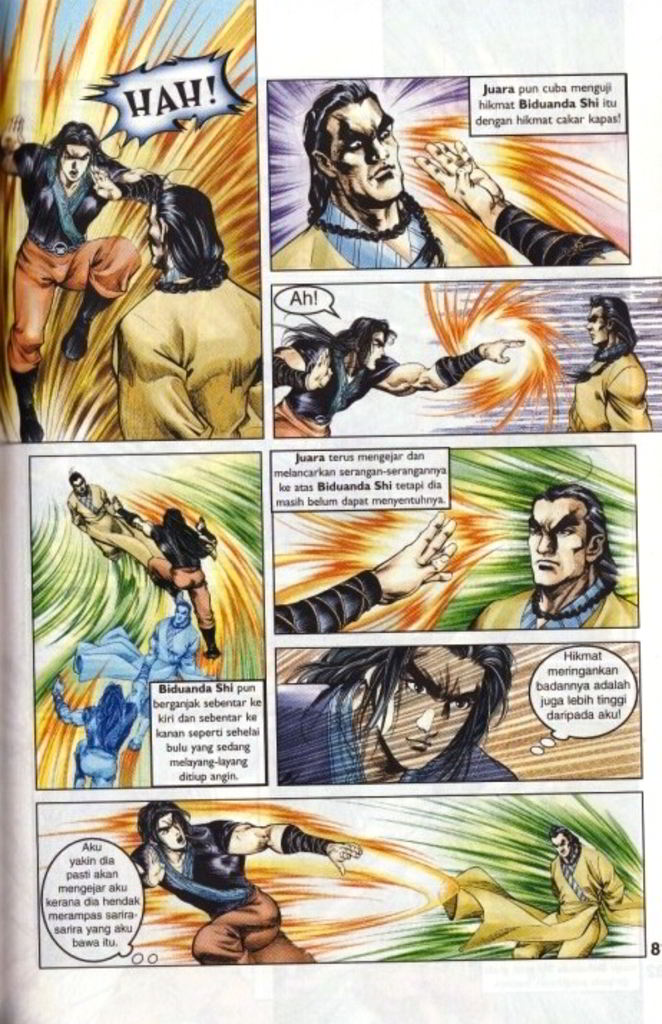 HAH!
Juara pun cuba menguji
hikmat Biduanda Shi itu
dengan hikmat cakar kapas!
Ah!
Juara terus mengejar dan
melancarkan serangan-serangannya
ke atas Biduanda Shi tetapi dia
masih belum dapat menyentuhnya.
Biduanda Shi pun
berganjak sebentar ke
kiri dan sebentar ke
kanan seperti sehelai
bulu yang sedang
melayang-layang
ditiup angin.
Hikmat
meringankan
badannya adalah
juga lebih tinggi
daripada aku!
Aku
yakin dia
pasti akan
mengejar aku
kerana dia hendak
merampas sarira-
sarira yang aku
bawa itu.
8